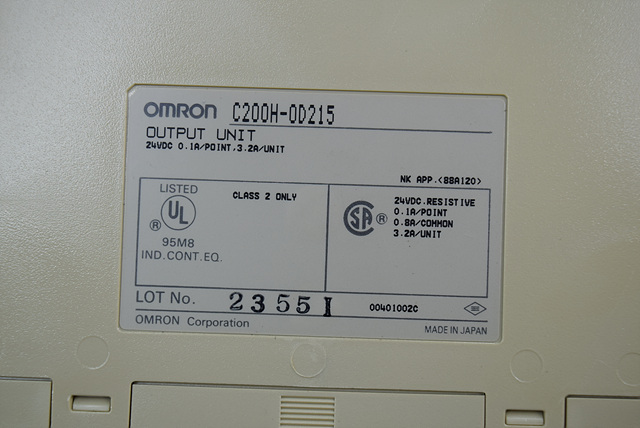 OMRON C200H-OD215
OUTPUT UNIT
24VDC 0.1A/POINT,3.2A/UNIT
NK APP.<88A120>
LISTED
UL
®
95M8
IND.CONT.EQ.
CLASS 2 ONLY
SA ®
24VDC.RESISTIVE
0.1A/POINT
0.8A/COMMON
3.2A/UNIT
LOT No. 2355I 00401002C
OMRON Corporation
MADE IN JAPAN